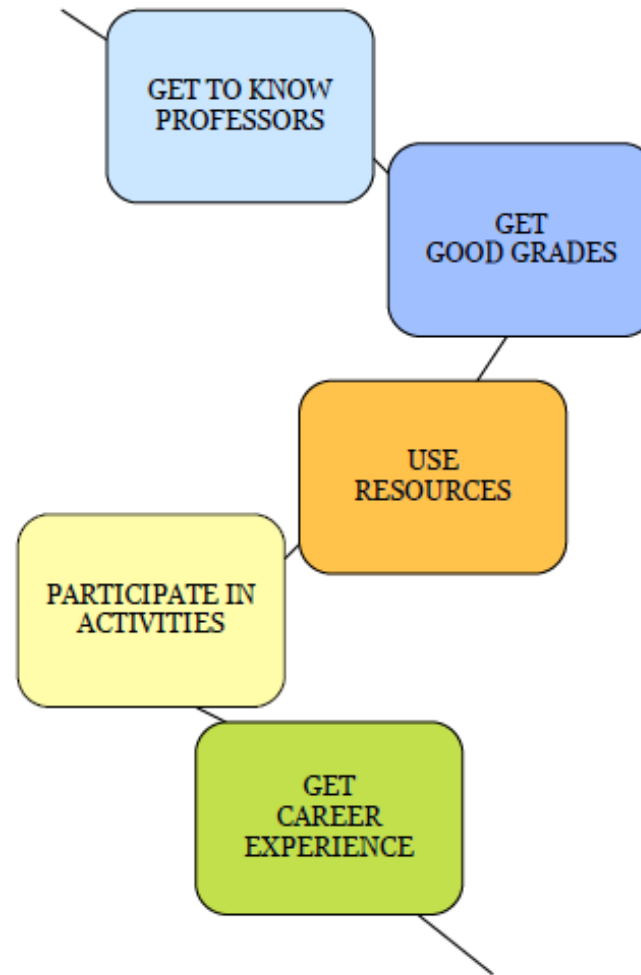 GET TO KNOW
PROFESSORS
GET
GOOD GRADES
USE
RESOURCES
PARTICIPATE IN
ACTIVITIES
GET
CAREER
EXPERIENCE